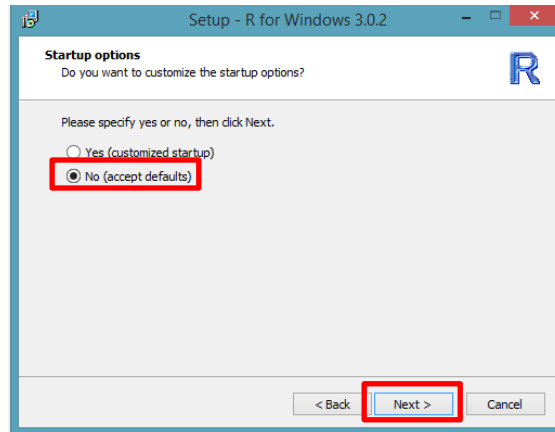 Setup - R for Windows 3.0.2
Startup options
Do you want to customize the startup options?
R
Please specify yes or no, then click Next.
Yes (customized startup)
No (accept defaults)
< Back Next > Cancel